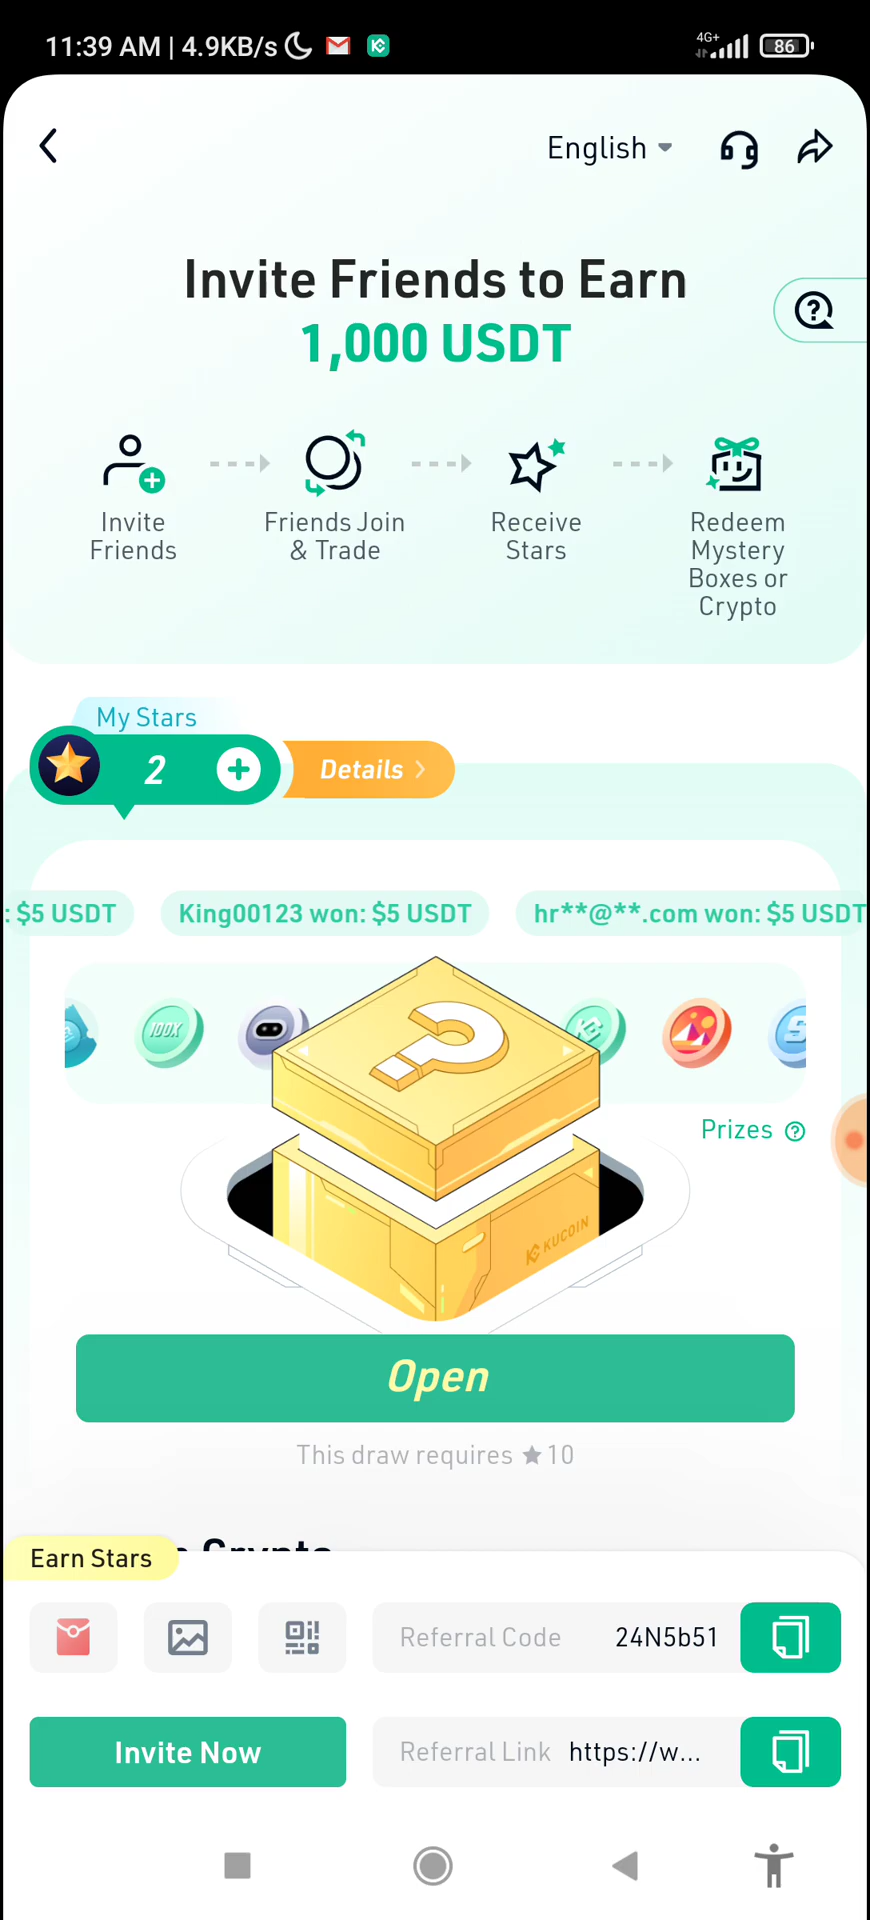 11:39 AM | 4.9KB/s
4G+
86
English
Invite Friends to Earn
1,000 USDT
Invite
Friends
Friends Join
& Trade
Receive
Stars
Redeem
Mystery
Boxes or
Crypto
My Stars
2
Details
: $5 USDT
King00123 won: $5 USDT
hr**@**.com won: $5 USDT
100X
Prizes
KUCOIN
Open
This draw requires ★ 10
Crypto
Earn Stars
Referral Code 24N5b51
Invite Now
Referral Link https://w...